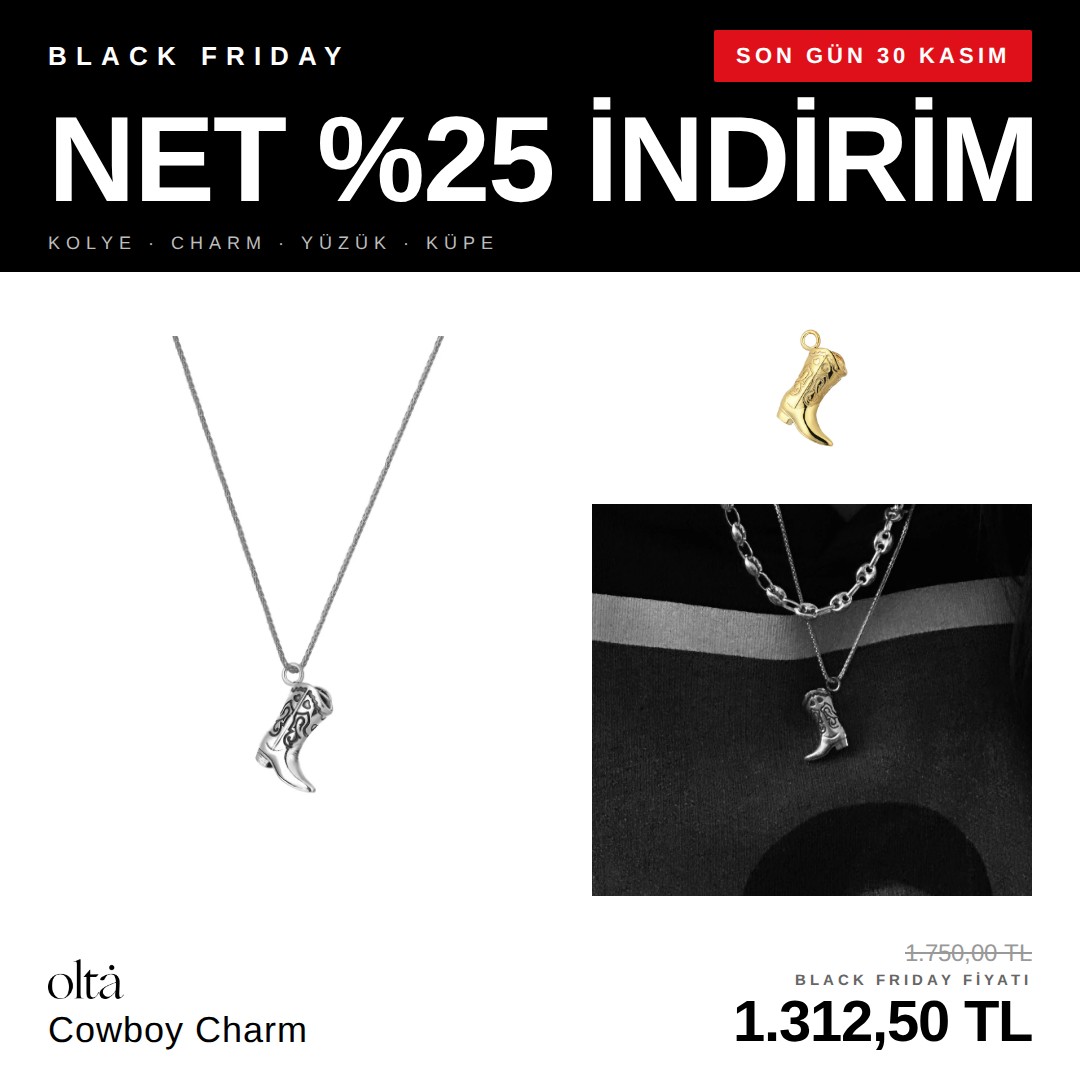 BLACK FRIDAY
SON GÜN 30 KASIM
NET %25 İNDİRİM
KOLYE · CHARM · YÜZÜK · KÜPE
olta
Cowboy Charm
1.750,00 TL
BLACK FRIDAY FİYATI
1.312,50 TL